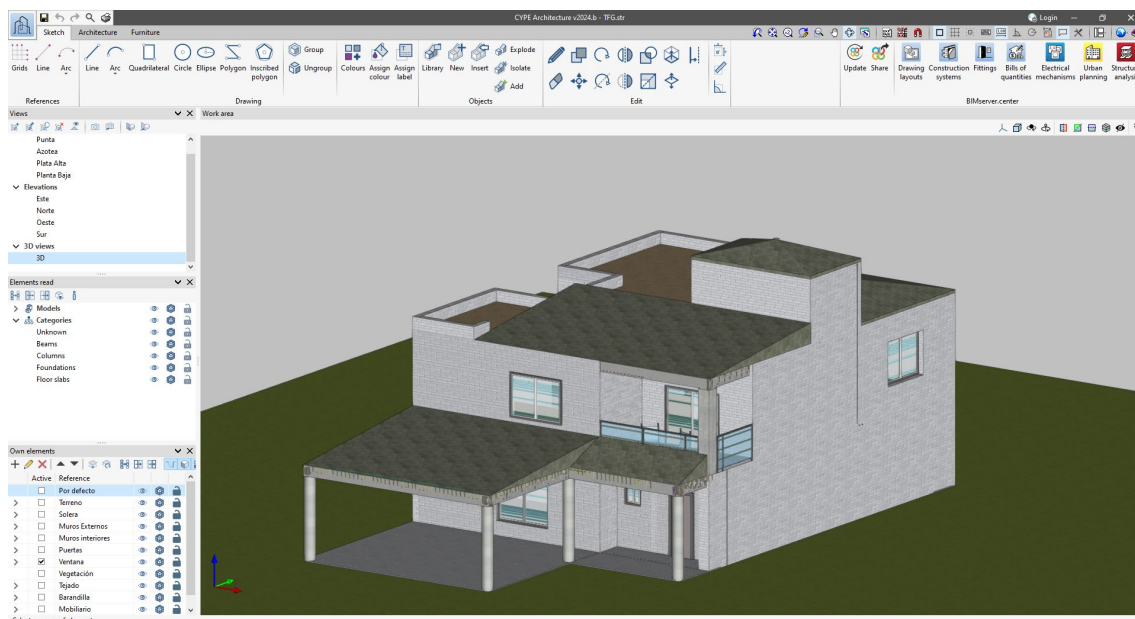 CYPE Architecture v2024.b - TFG.str
Login
Sketch Architecture Furniture
Grids Line Arc Line Arc Quadrilateral Circle Ellipse Polygon Inscribed polygon
Group
Ungroup
Colours Assign colour Assign label Library New Insert
Explode
Isolate
Add
Update Share Drawing layouts Construction systems Fittings Bills of quantities Electrical mechanisms Urban planning
References Drawing Objects Edit BIMserver.center
Views Work area
Punta
Azotea
Plata Alta
Planta Baja
Elevations
Este
Norte
Oeste
Sur
3D views
3D
Elements read
Models
Categories
Unknown
Beams
Columns
Foundations
Floor slabs
Own elements
Active Reference
Por defecto
Terreno
Solera
Muros Externos
Muros interiores
Puertas
Ventana
Vegetación
Tejado
Barandilla
Mobiliario